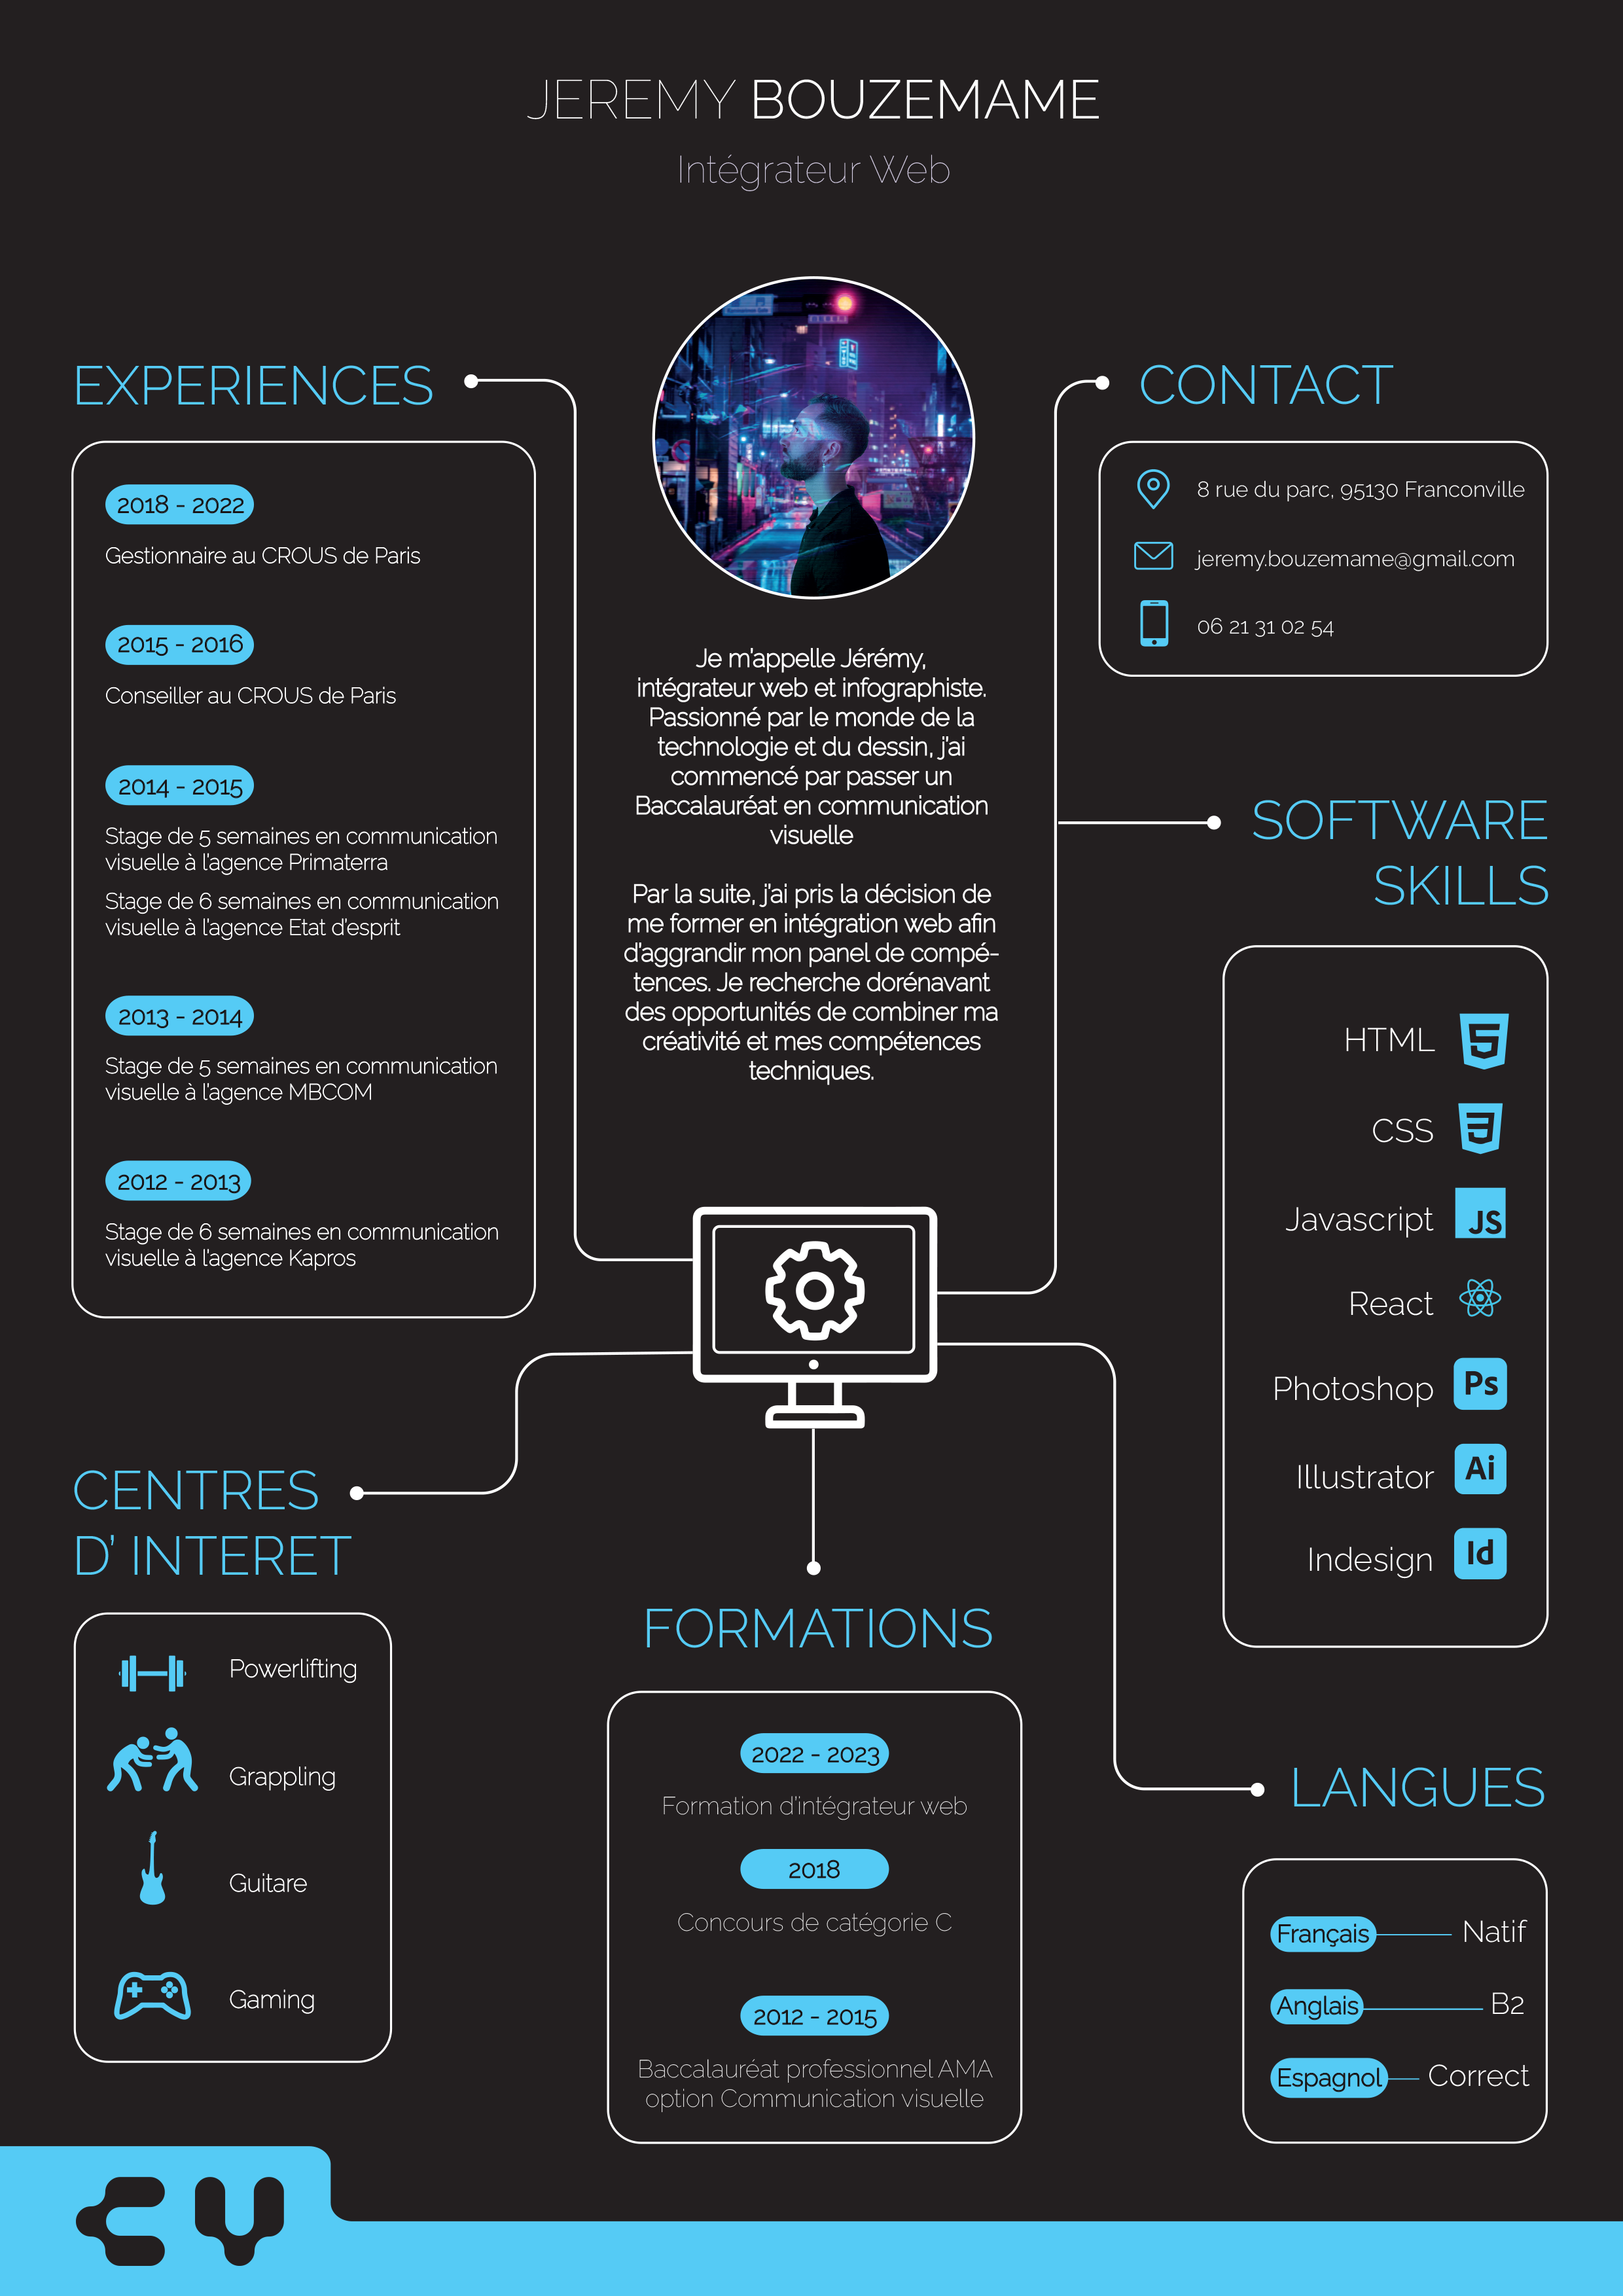 JEREMY BOUZEMAME
Intégrateur Web
EXPERIENCES
2018 - 2022
Gestionnaire au CROUS de Paris
2015 - 2016
Conseiller au CROUS de Paris
2014 - 2015
Stage de 5 semaines en communication
visuelle à l'agence Primaterra
Stage de 6 semaines en communication
visuelle à l'agence Etat d'esprit
2013 - 2014
Stage de 5 semaines en communication
visuelle à l'agence MBCOM
2012 - 2013
Stage de 6 semaines en communication
visuelle à l'agence Kapros
Je m'appelle Jérémy,
intégrateur web et infographiste.
Passionné par le monde de la
technologie et du dessin, j'ai
commencé par passer un
Baccalauréat en communication
visuelle
Par la suite, j'ai pris la décision de
me former en intégration web afin
d'aggrandir mon panel de compé-
tences. Je recherche dorénavant
des opportunités de combiner ma
créativité et mes compétences
techniques.
CONTACT
8 rue du parc, 95130 Franconville
jeremy.bouzemame@gmail.com
06 21 31 02 54
SOFTWARE
SKILLS
HTML 5
CSS 3
Javascript JS
React
Photoshop Ps
Illustrator Ai
Indesign Id
CENTRES
D' INTERET
Powerlifting
Grappling
Guitare
Gaming
FORMATIONS
2022 - 2023
Formation d'intégrateur web
2018
Concours de catégorie C
2012 - 2015
Baccalauréat professionnel AMA
option Communication visuelle
LANGUES
Français Natif
Anglais B2
Espagnol Correct
CV